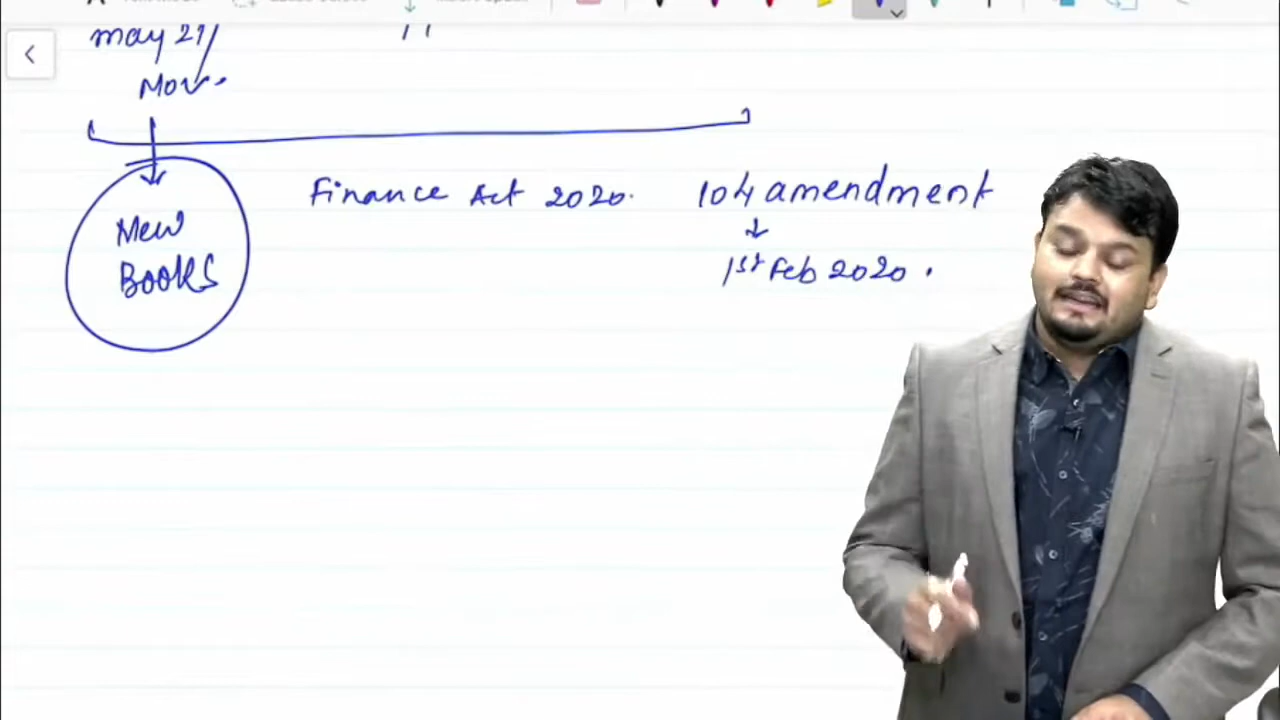 may 21/
Nov.
New
Books
Finance Act 2020.
104 amendment
1st Feb 2020.